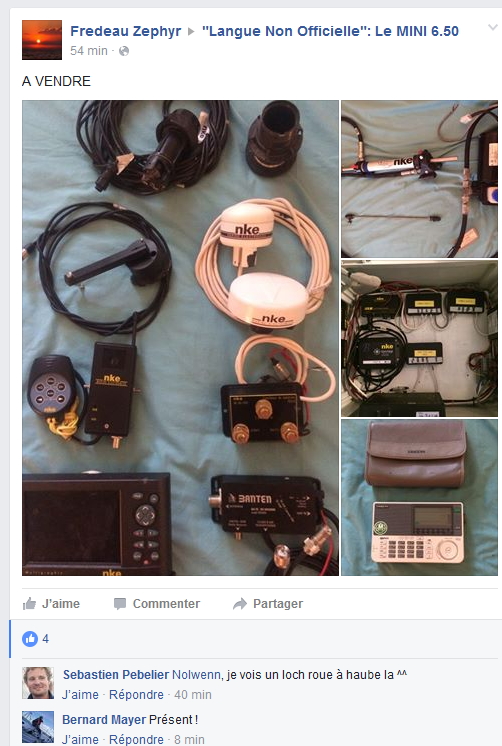 Fredeau Zephyr ▸ "Langue Non Officielle": Le MINI 6.50
54 min ·
A VENDRE
nke
nke
nke
nke
nke
BANTEN
nke
nke
J'aime Commenter Partager
4
Sebastien Pebelier Nolwenn, je vois un loch roue à haube la ^^
J'aime · Répondre · 40 min
Bernard Mayer Présent !
J'aime · Répondre · 8 min